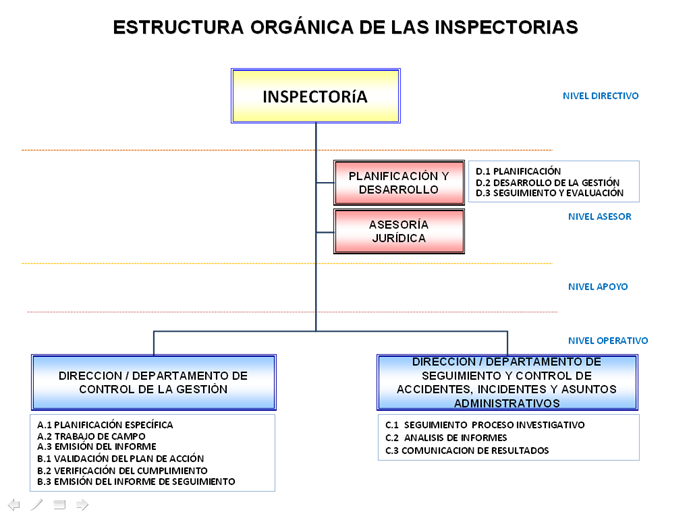 ESTRUCTURA ORGÁNICA DE LAS INSPECTORIAS
INSPECTORíA
NIVEL DIRECTIVO
PLANIFICACIÓN Y
DESARROLLO
D.1 PLANIFICACIÓN
D.2 DESARROLLO DE LA GESTIÓN
D.3 SEGUIMIENTO Y EVALUACIÓN
ASESORÍA
JURÍDICA
NIVEL ASESOR
NIVEL APOYO
NIVEL OPERATIVO
DIRECCION / DEPARTAMENTO DE
CONTROL DE LA GESTIÓN
A.1 PLANIFICACIÓN ESPECÍFICA
A.2 TRABAJO DE CAMPO
A.3 EMISIÓN DEL INFORME
B.1 VALIDACIÓN DEL PLAN DE ACCIÓN
B.2 VERIFICACIÓN DEL CUMPLIMIENTO
B.3 EMISIÓN DEL INFORME DE SEGUIMIENTO
DIRECCION / DEPARTAMENTO DE
SEGUIMIENTO Y CONTROL DE
ACCIDENTES, INCIDENTES Y ASUNTOS
ADMINISTRATIVOS
C.1 SEGUIMIENTO PROCESO INVESTIGATIVO
C.2 ANALISIS DE INFORMES
C.3 COMUNICACION DE RESULTADOS